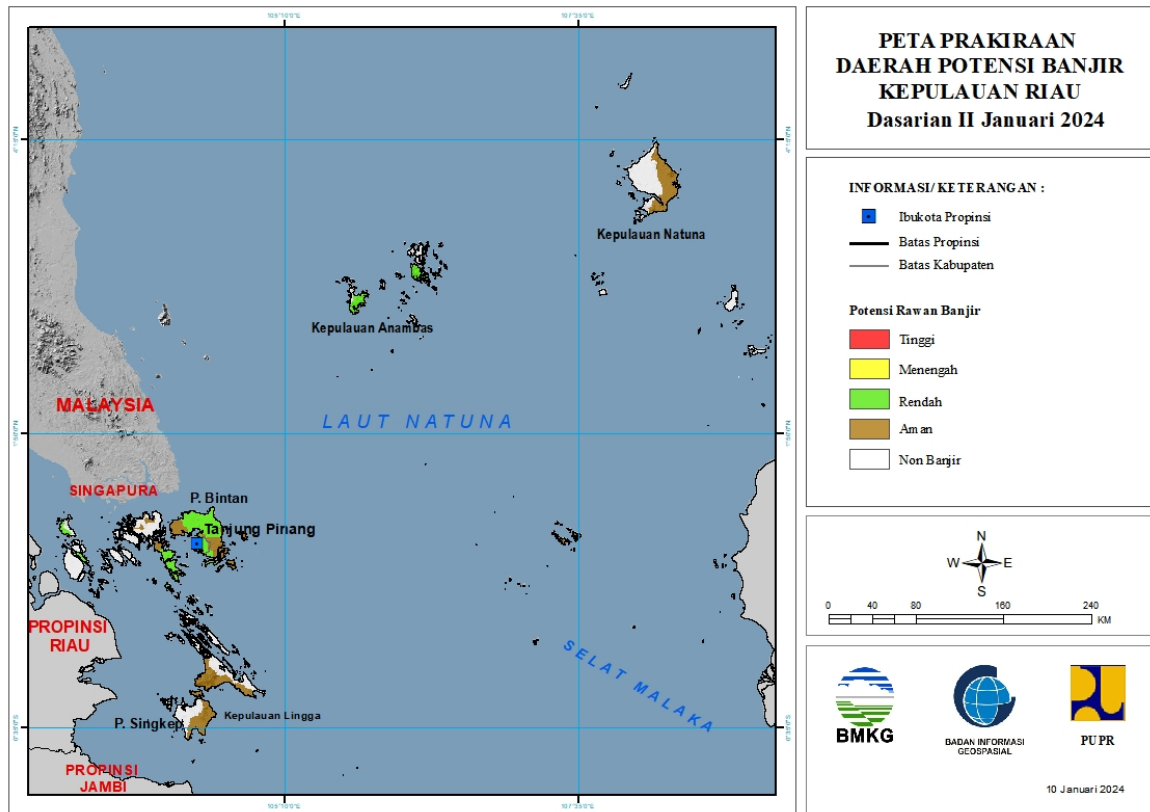 PETA PRAKIRAAN
DAERAH POTENSI BANJIR
KEPULAUAN RIAU
Dasarian II Januari 2024
INFORMASI/ KETERANGAN :
Ibukota Propinsi
Batas Propinsi
Batas Kabupaten
Potensi Rawan Banjir
Tinggi
Menengah
Rendah
Aman
Non Banjir
N
W E
S
0 40 80 160 240
KM
BMKG
BADAN INFORMASI
GEOSPASIAL
PUPR
10 Januari 2024
Kepulauan Natuna
Kepulauan Anambas
MALAYSIA
LAUT NATUNA
SINGAPURA
P. Bintan
Tanjung Pinang
PROPINSI
RIAU
SELAT MALAKA
P. Singkep
Kepulauan Lingga
PROPINSI
JAMBI